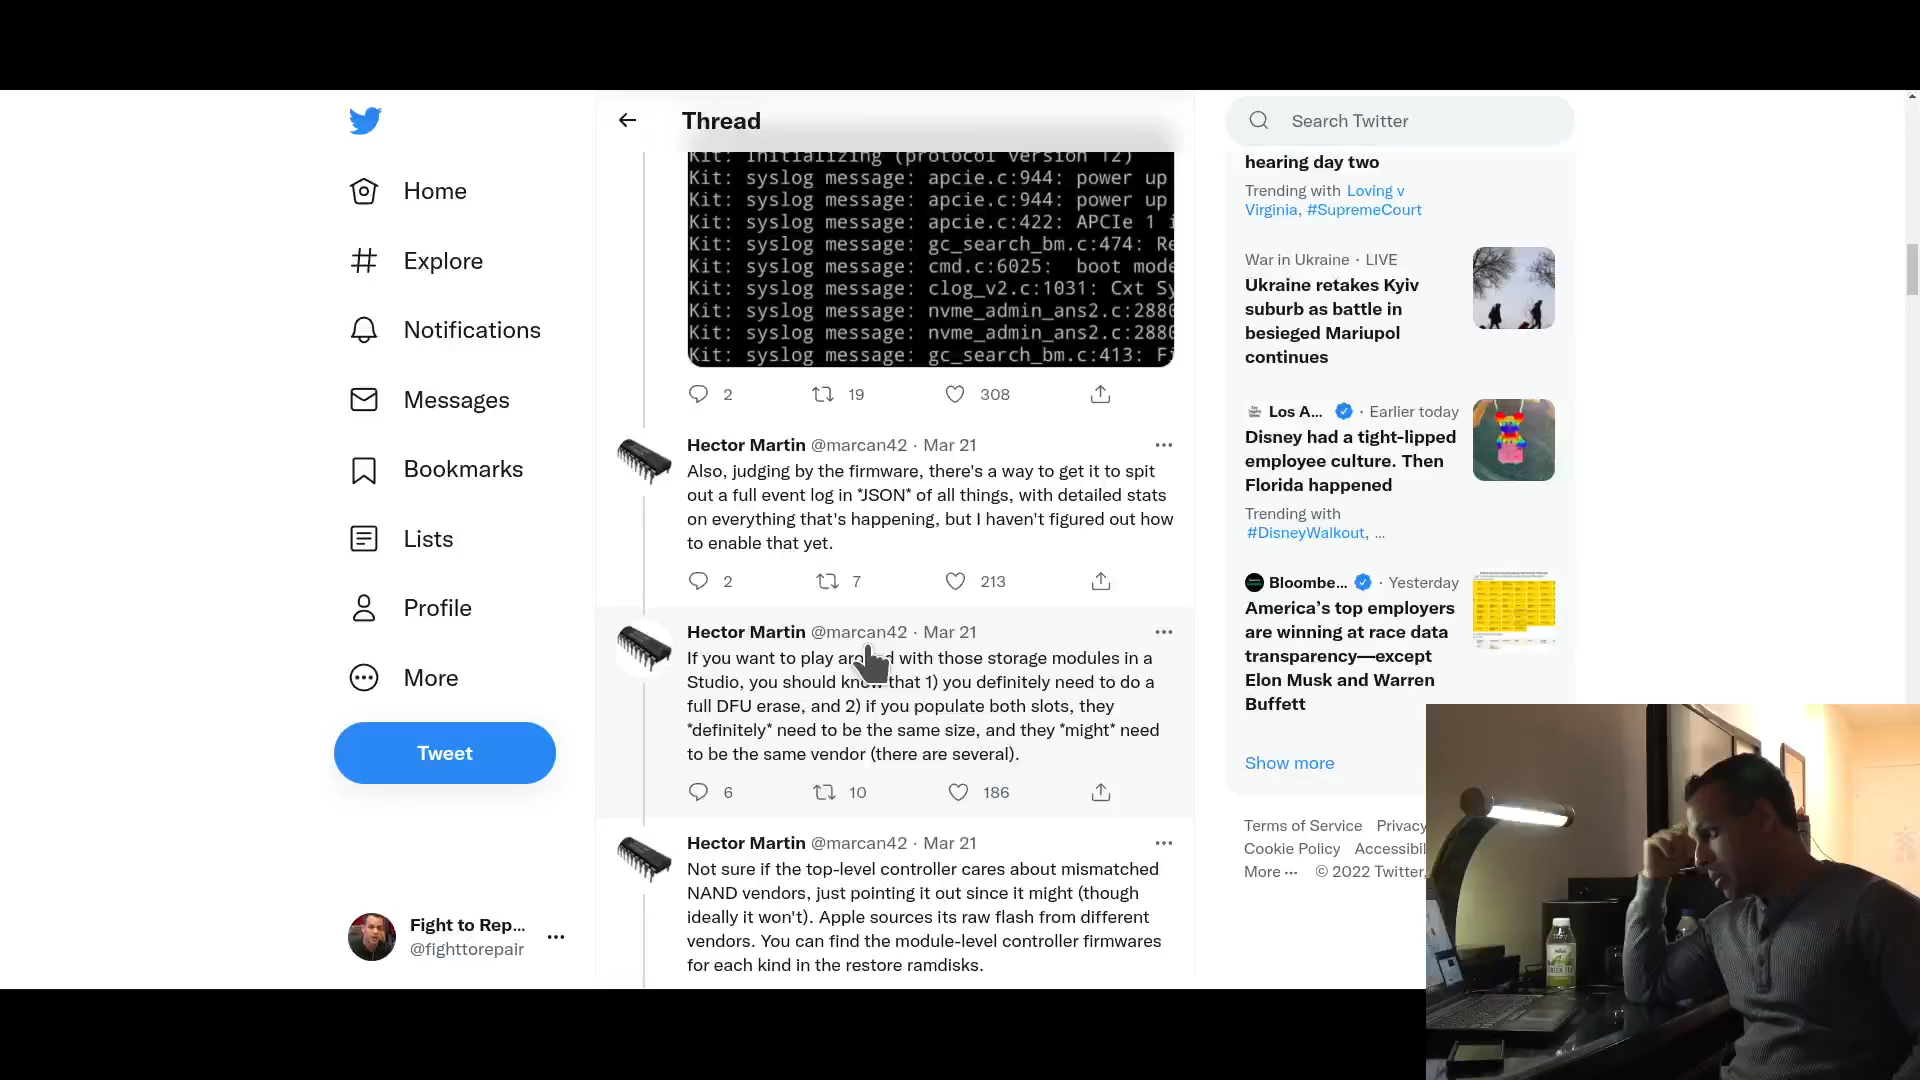 Thread
Search Twitter
Home
Explore
Notifications
Messages
Bookmarks
Lists
Profile
More
Tweet
Fight to Rep...
@fighttorepair
Kit: Initializing (protocol version 12)
Kit: syslog message: apcie.c:944: power up
Kit: syslog message: apcie.c:944: power up
Kit: syslog message: apcie.c:422: APCIe 1
Kit: syslog message: gc_search_bm.c:474: Re
Kit: syslog message: cmd.c:6025: boot mode
Kit: syslog message: clog_v2.c:1031: Cxt Sy
Kit: syslog message: nvme_admin_ans2.c:2880
Kit: syslog message: nvme_admin_ans2.c:2880
Kit: syslog message: gc_search_bm.c:413: Fi
2 19 308
Hector Martin @marcan42 · Mar 21
Also, judging by the firmware, there's a way to get it to spit
out a full event log in *JSON* of all things, with detailed stats
on everything that's happening, but I haven't figured out how
to enable that yet.
2 7 213
Hector Martin @marcan42 · Mar 21
If you want to play around with those storage modules in a
Studio, you should know that 1) you definitely need to do a
full DFU erase, and 2) if you populate both slots, they
*definitely* need to be the same size, and they *might* need
to be the same vendor (there are several).
6 10 186
Hector Martin @marcan42 · Mar 21
Not sure if the top-level controller cares about mismatched
NAND vendors, just pointing it out since it might (though
ideally it won't). Apple sources its raw flash from different
vendors. You can find the module-level controller firmwares
for each kind in the restore ramdisks.
hearing day two
Trending with Loving v
Virginia, #SupremeCourt
War in Ukraine · LIVE
Ukraine retakes Kyiv
suburb as battle in
besieged Mariupol
continues
Los A... · Earlier today
Disney had a tight-lipped
employee culture. Then
Florida happened
Trending with
#DisneyWalkout, ...
Bloombe... · Yesterday
America's top employers
are winning at race data
transparency—except
Elon Musk and Warren
Buffett
Show more
Terms of Service Privacy
Cookie Policy Accessibil
More ··· © 2022 Twitter,